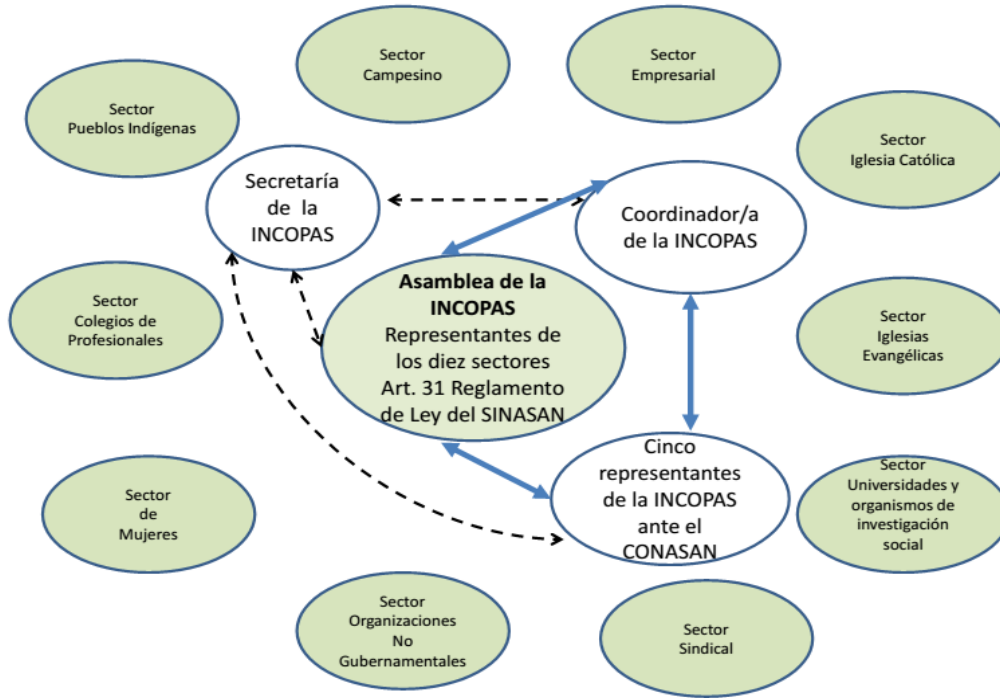 Sector
Campesino
Sector
Empresarial
Sector
Pueblos Indígenas
Sector
Iglesia Católica
Secretaría
de la
INCOPAS
Coordinador/a
de la INCOPAS
Asamblea de la
INCOPAS
Representantes de
los diez sectores
Art. 31 Reglamento
de Ley del SINASAN
Sector
Colegios de
Profesionales
Sector
Iglesias
Evangélicas
Cinco
representantes
de la INCOPAS
ante el
CONASAN
Sector
de
Mujeres
Sector
Universidades y
organismos de
investigación
social
Sector
Organizaciones
No
Gubernamentales
Sector
Sindical